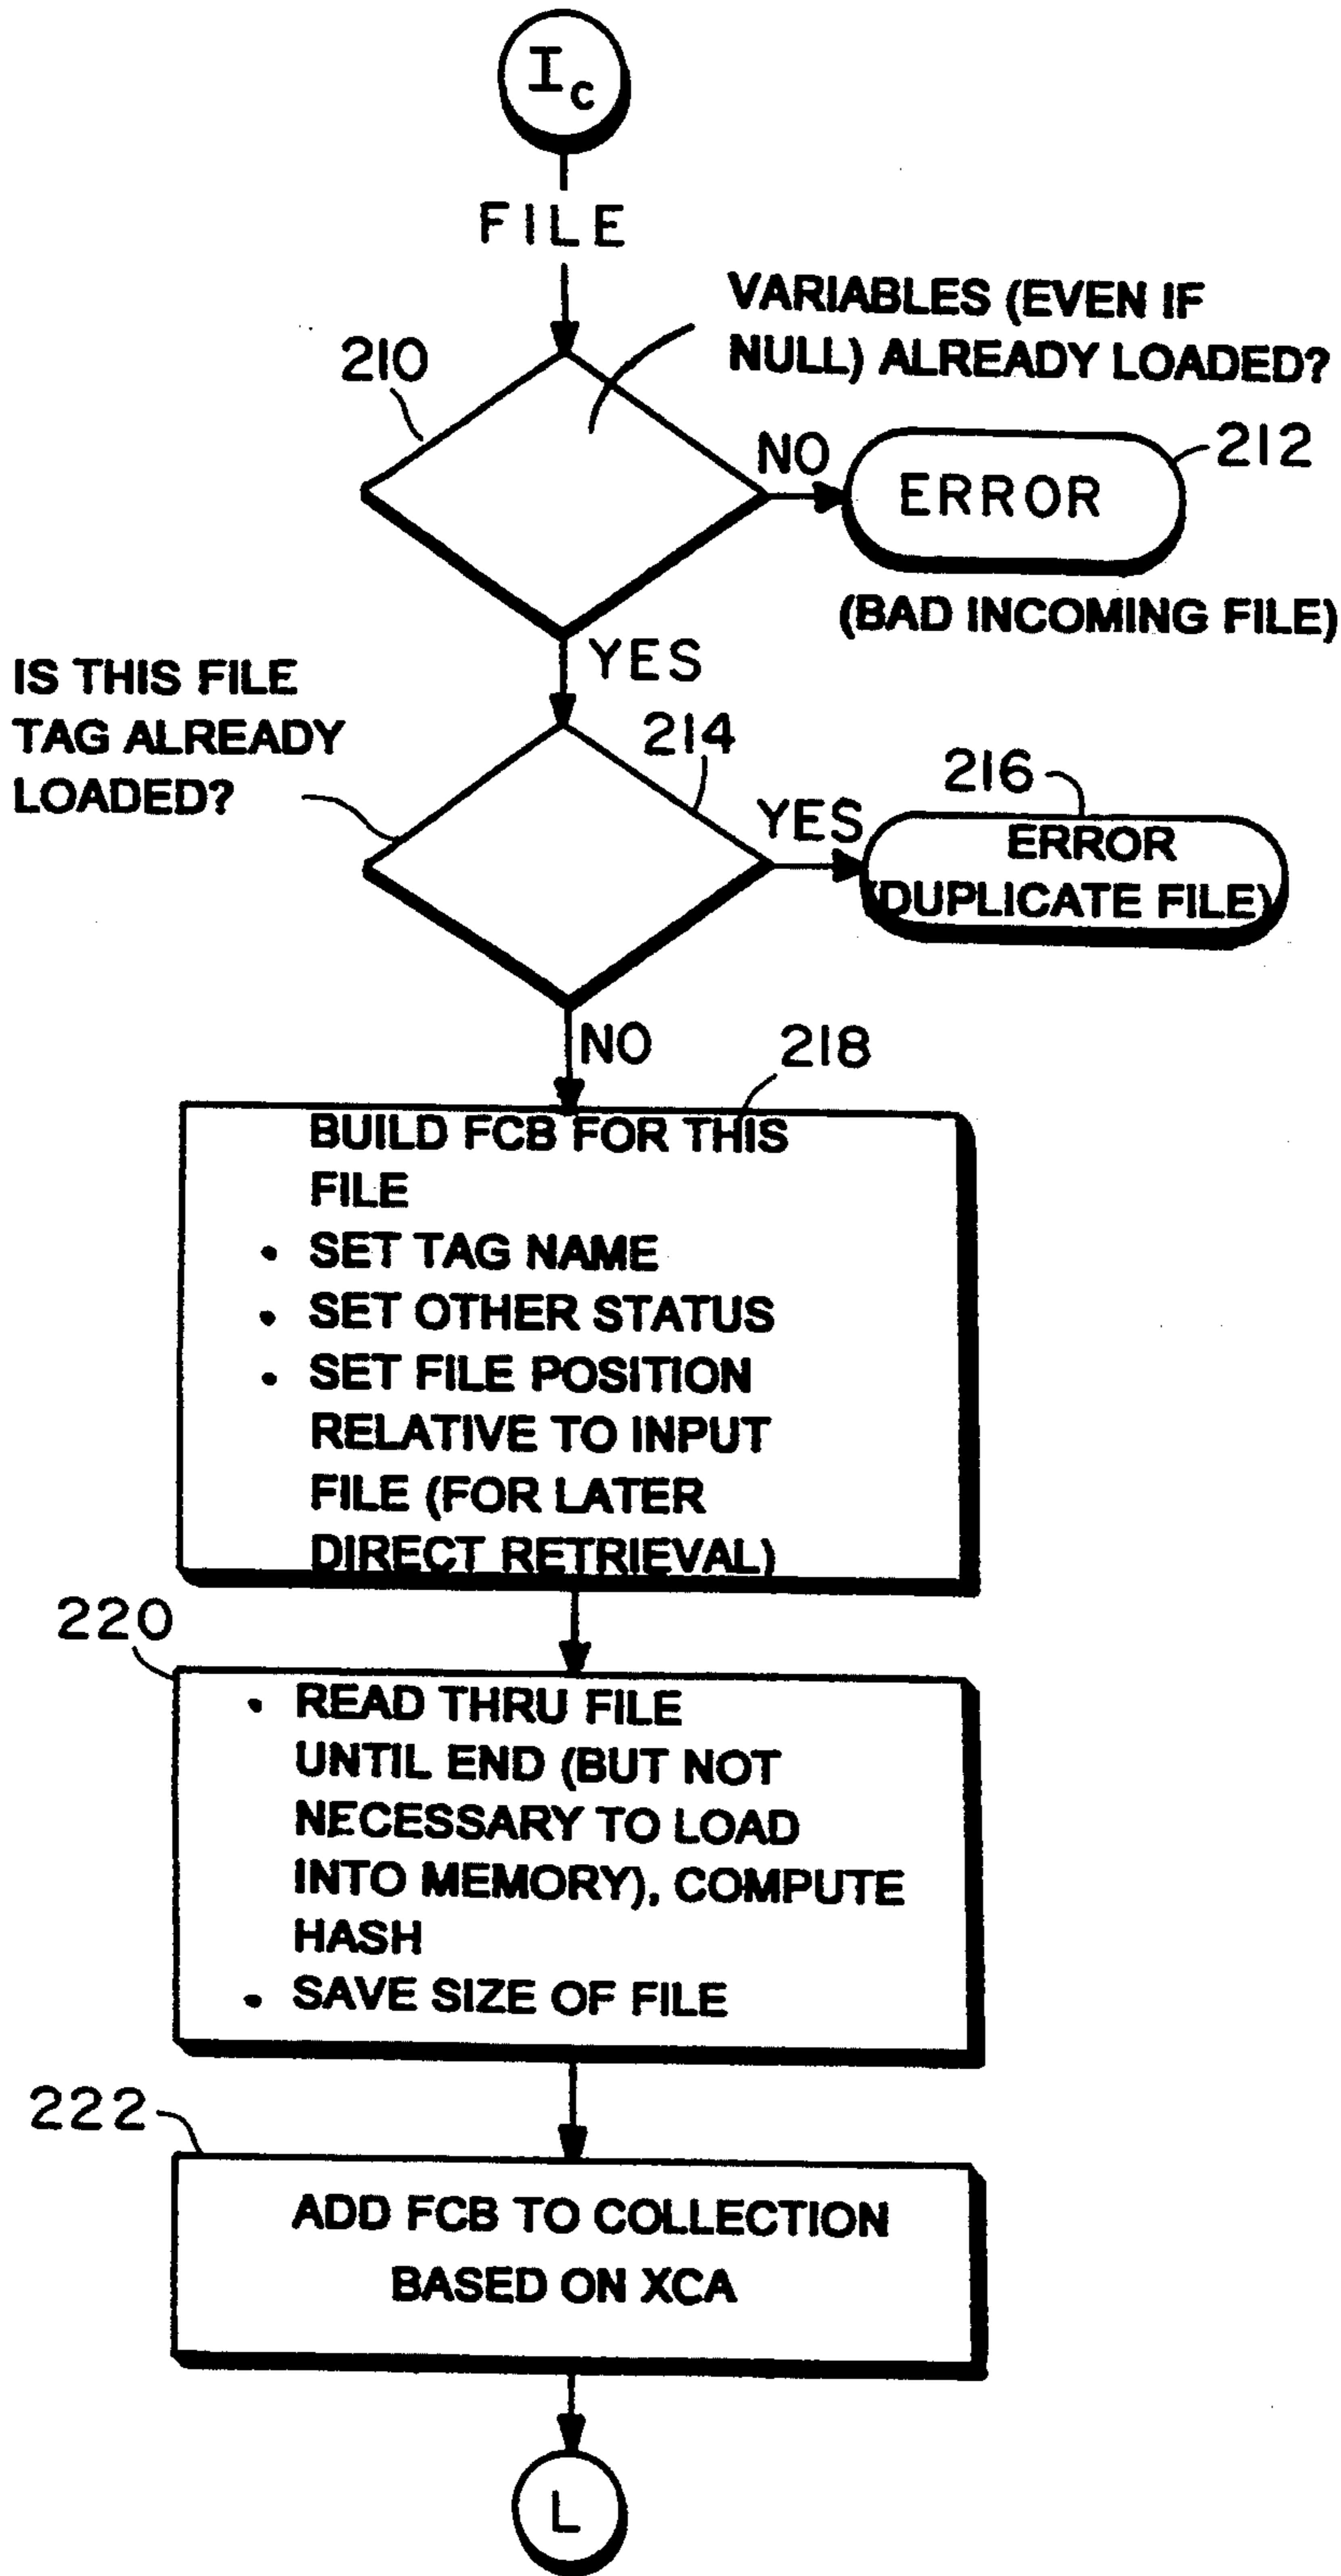 Ic
FILE
VARIABLES (EVEN IF
NULL) ALREADY LOADED?
210
NO
ERROR
212
(BAD INCOMING FILE)
YES
IS THIS FILE
TAG ALREADY
LOADED?
214
YES
216
ERROR
(DUPLICATE FILE)
NO
218
BUILD FCB FOR THIS
FILE
• SET TAG NAME
• SET OTHER STATUS
• SET FILE POSITION
RELATIVE TO INPUT
FILE (FOR LATER
DIRECT RETRIEVAL)
220
• READ THRU FILE
UNTIL END (BUT NOT
NECESSARY TO LOAD
INTO MEMORY), COMPUTE
HASH
• SAVE SIZE OF FILE
222
ADD FCB TO COLLECTION
BASED ON XCA
L